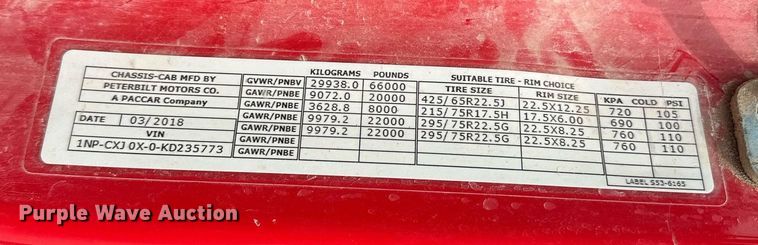 KILOGRAMS POUNDS SUITABLE TIRE - RIM CHOICE
CHASSIS-CAB MFD BY GVWR/PNBV 29938.0 66000 TIRE SIZE RIM SIZE KPA COLD PSI
PETERBILT MOTORS CO. GAWR/PNBE 9072.0 20000 425/65R22.5J 22.5X12.25 720 105
A PACCAR Company GAWR/PNBE 3628.8 8000 215/75R17.5H 17.5X6.00 690 100
DATE 03/2018 GAWR/PNBE 9979.2 22000 295/75R22.5G 22.5X8.25 760 110
VIN GAWR/PNBE 9979.2 22000 295/75R22.5G 22.5X8.25 760 110
1NP-CXJ 0X-0-KD235773 GAWR/PNBE
LABEL S53-6165
Purple Wave Auction